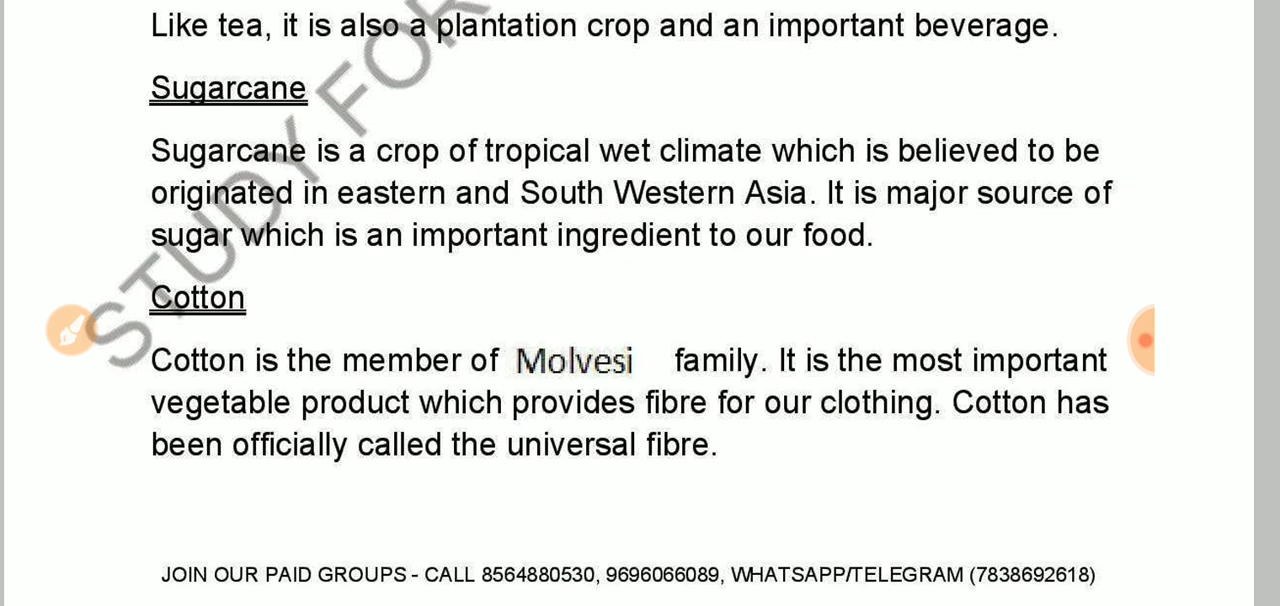 Like tea, it is also a plantation crop and an important beverage.
Sugarcane
Sugarcane is a crop of tropical wet climate which is believed to be
originated in eastern and South Western Asia. It is major source of
sugar which is an important ingredient to our food.
Cotton
Cotton is the member of Molvesi family. It is the most important
vegetable product which provides fibre for our clothing. Cotton has
been officially called the universal fibre.
STUDY FOR
JOIN OUR PAID GROUPS - CALL 8564880530, 9696066089, WHATSAPP/TELEGRAM (7838692618)